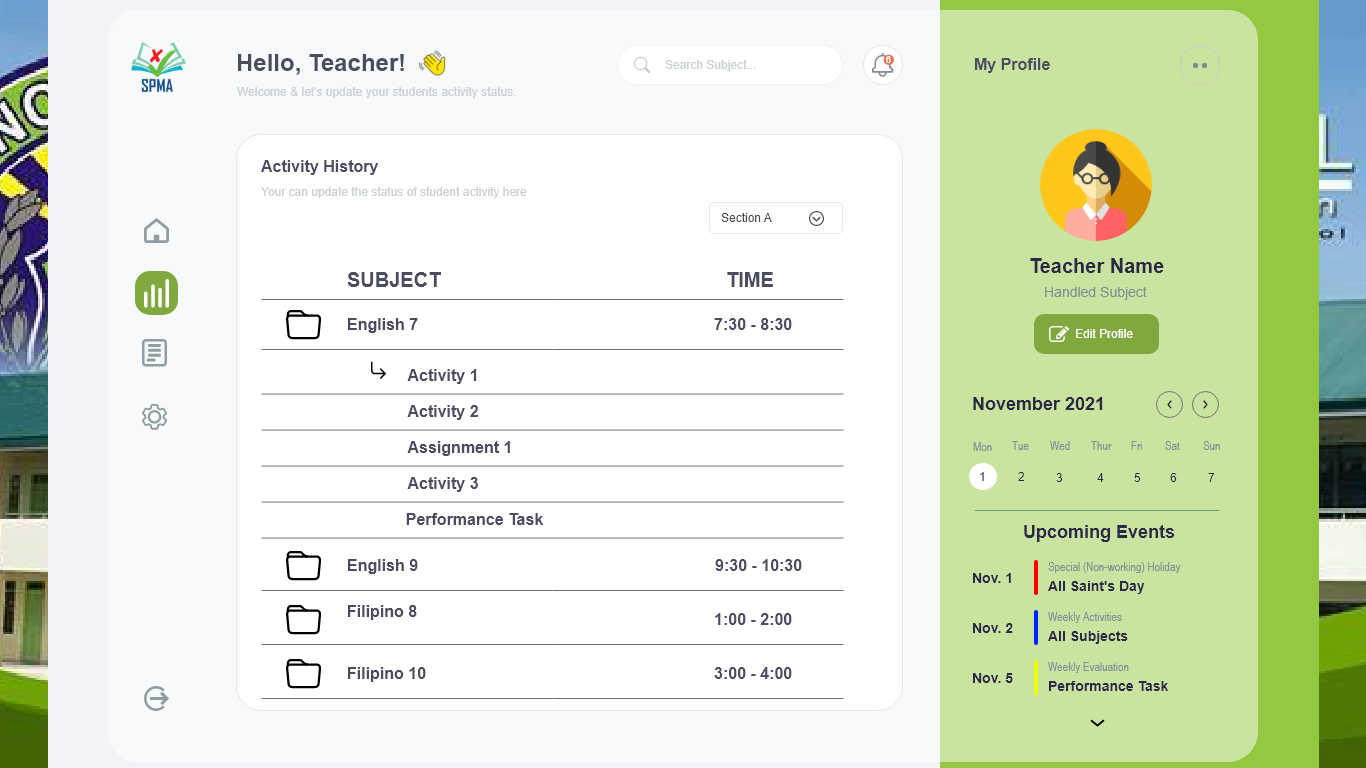 SPMA
Hello, Teacher!
Welcome & let's update your students activity status.
Search Subject...
6
My Profile
Activity History
Your can update the status of student activity here
Section A
SUBJECT TIME
English 7 7:30 - 8:30
Activity 1
Activity 2
Assignment 1
Activity 3
Performance Task
English 9 9:30 - 10:30
Filipino 8 1:00 - 2:00
Filipino 10 3:00 - 4:00
Teacher Name
Handled Subject
Edit Profile
November 2021
Mon Tue Wed Thur Fri Sat Sun
1 2 3 4 5 6 7
Upcoming Events
Nov. 1
Special (Non-working) Holiday
All Saint's Day
Nov. 2
Weekly Activities
All Subjects
Nov. 5
Weekly Evaluation
Performance Task